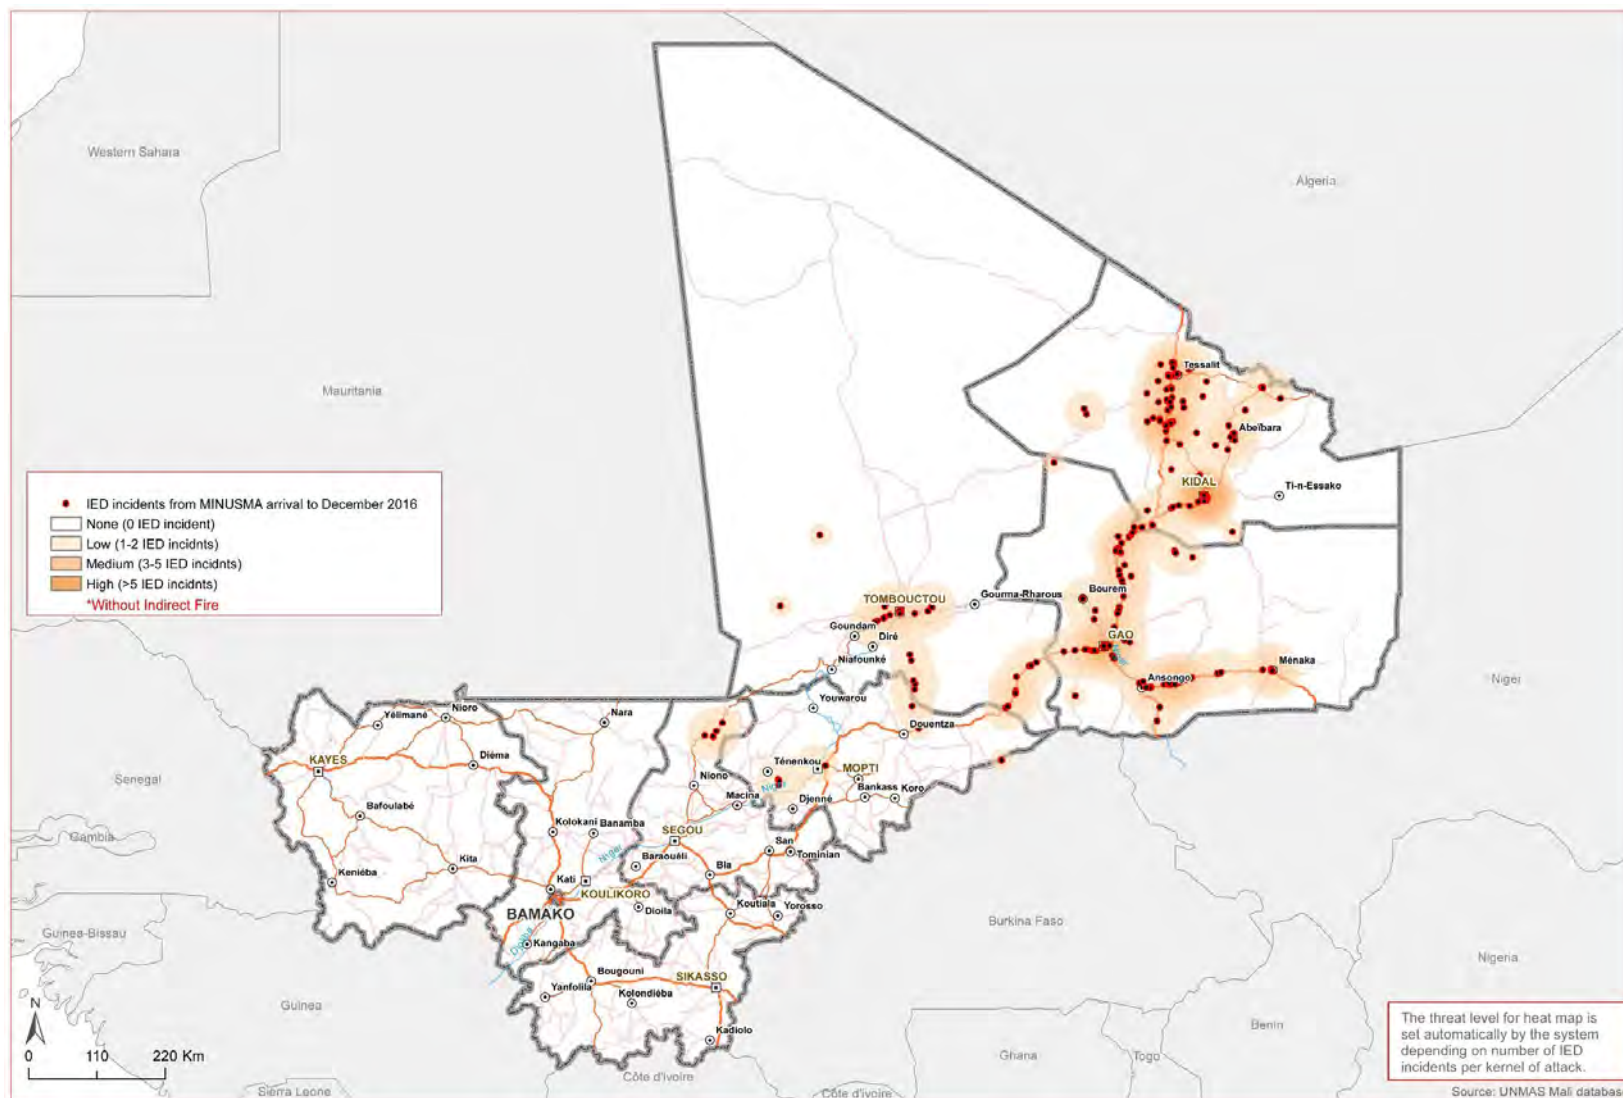 Western Sahara
Algeria
Mauritania
Tessalit
Abeïbara
KIDAL
Ti-n-Essako
IED incidents from MINUSMA arrival to December 2016
None (0 IED incident)
Low (1-2 IED incidnts)
Medium (3-5 IED incidnts)
High (>5 IED incidnts)
*Without Indirect Fire
Bourem
Gourma-Rharous
TOMBOUCTOU
Goundam
Diré
GAO
Niafounké
Ménaka
Ansongo
Niger
Youwarou
Nioro
Yélimané
Nara
Douentza
Diéma
KAYES
Ténenkou
MOPTI
Senegal
Niono
Niger
Bankass
Koro
Macina
Djenné
Bafoulabé
Gambia
Kolokani
Banamba
SEGOU
San
Tominian
Niger
Baraouéli
Bla
Kita
Keniéba
Kati
KOULIKORO
Dioila
Koutiala
Yorosso
BAMAKO
Burkina Faso
Guinea-Bissau
Kangaba
Nigeria
Bougouni
SIKASSO
Yanfolila
Kolondiéba
Guinea
N
Benin
Kadiolo
The threat level for heat map is
set automatically by the system
depending on number of IED
incidents per kernel of attack.
0 110 220 Km
Ghana
Togo
Côte d'ivoire
Sierra Leone
Côte d'ivoire
Source: UNMAS Mali database